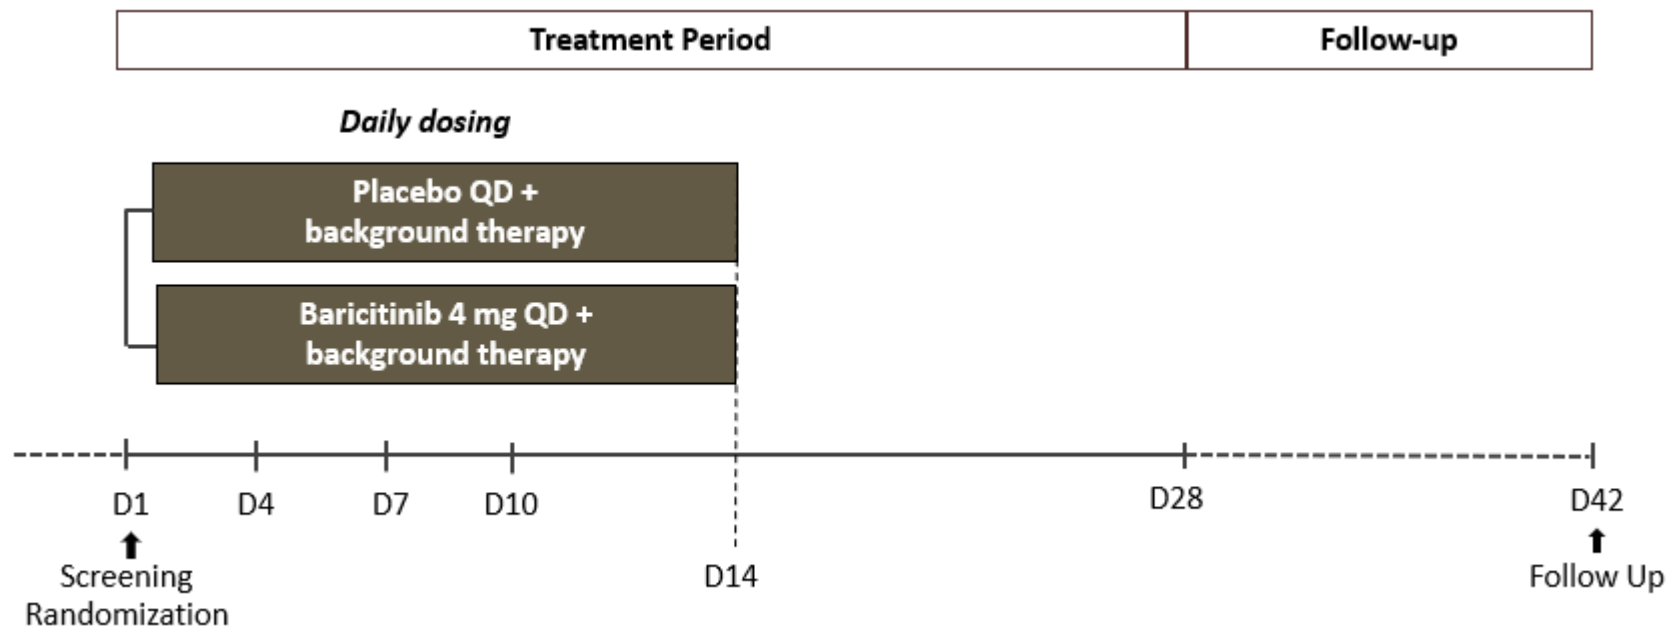 Treatment Period
Follow-up
Daily dosing
Placebo QD +
background therapy
Baricitinib 4 mg QD +
background therapy
D1
D4
D7
D10
D28
D42
Screening
Randomization
D14
Follow Up